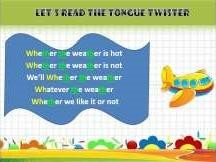 LET'S READ THE TONGUE TWISTER
Whether the weather is hot
Whether the weather is not
We'll Whether the weather
Whatever the weather
Whether we like it or not